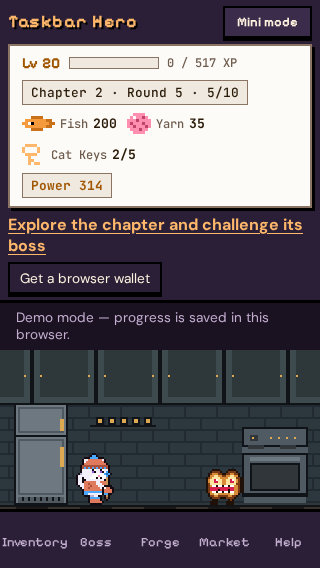 Taskbar Hero
Mini mode
Lv 20 0 / 517 XP
Chapter 2 · Round 5 · 5/10
Fish 200 Yarn 35
Cat Keys 2/5
Power 314
Explore the chapter and challenge its
boss
Get a browser wallet
Demo mode — progress is saved in this
browser.
Inventory Boss Forge Market Help